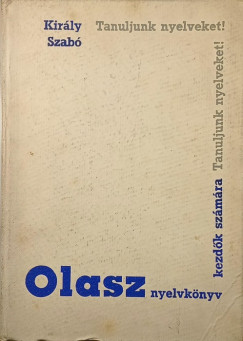 Király Tanuljunk nyelveket!
Szabó
kezdők számára Tanuljunk nyelveket!
Olasz nyelvkönyv